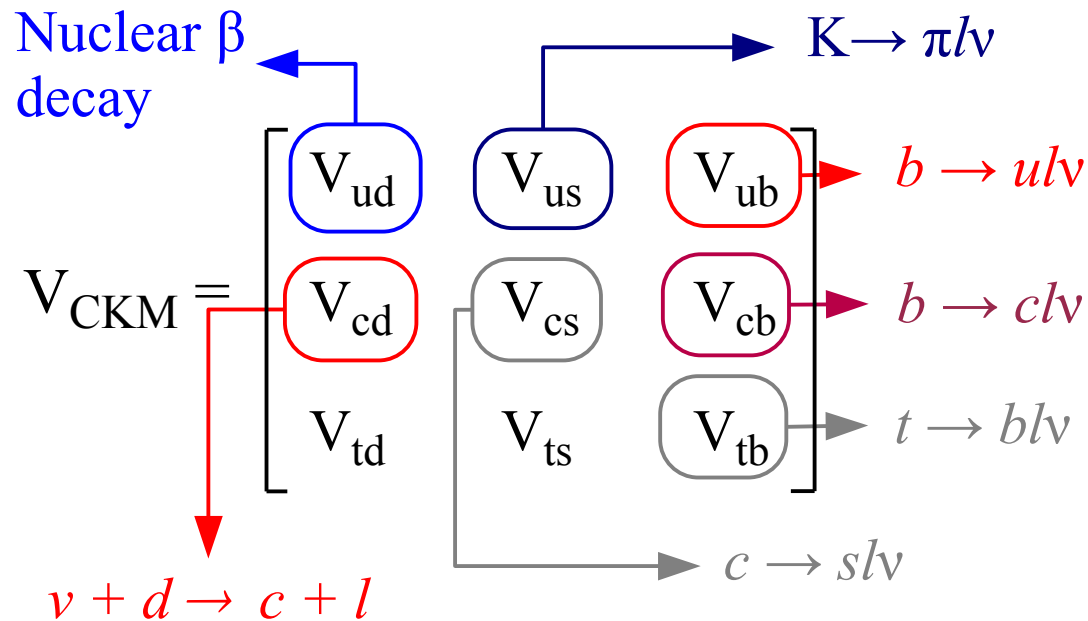 Nuclear β
decay
K→ πlν
V_ud V_us V_ub
b → ulν
V_CKM =
V_cd V_cs V_cb
b → clν
V_td V_ts V_tb
t → blν
c → slν
ν + d → c + l